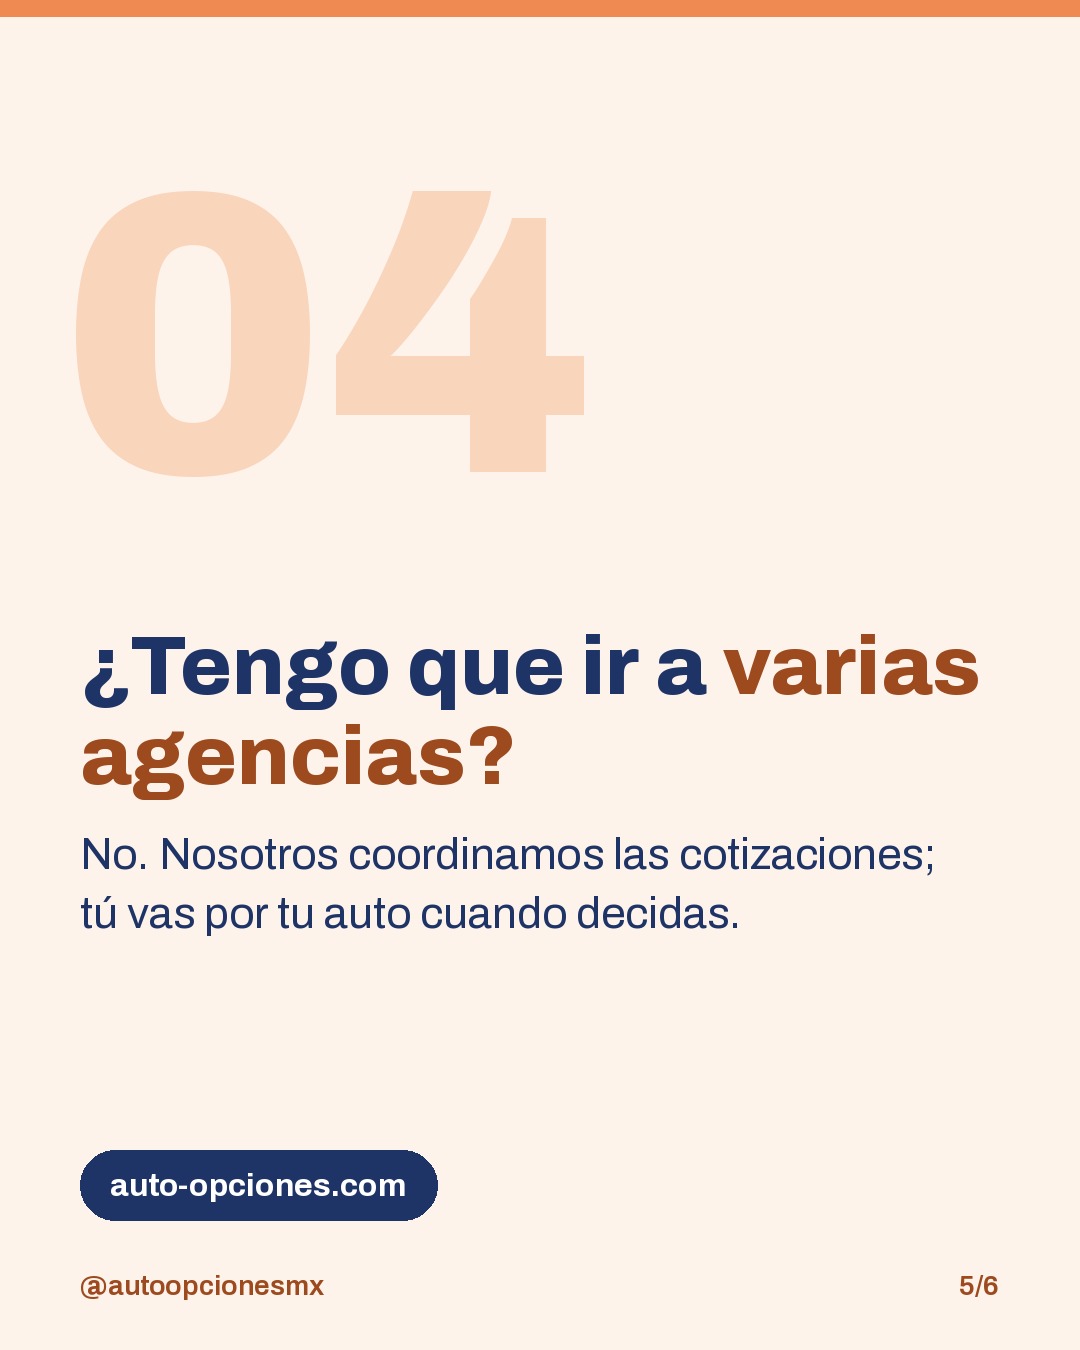 04
¿Tengo que ir a varias
agencias?
No. Nosotros coordinamos las cotizaciones;
tú vas por tu auto cuando decidas.
auto-opciones.com
@autoopcionesmx
5/6